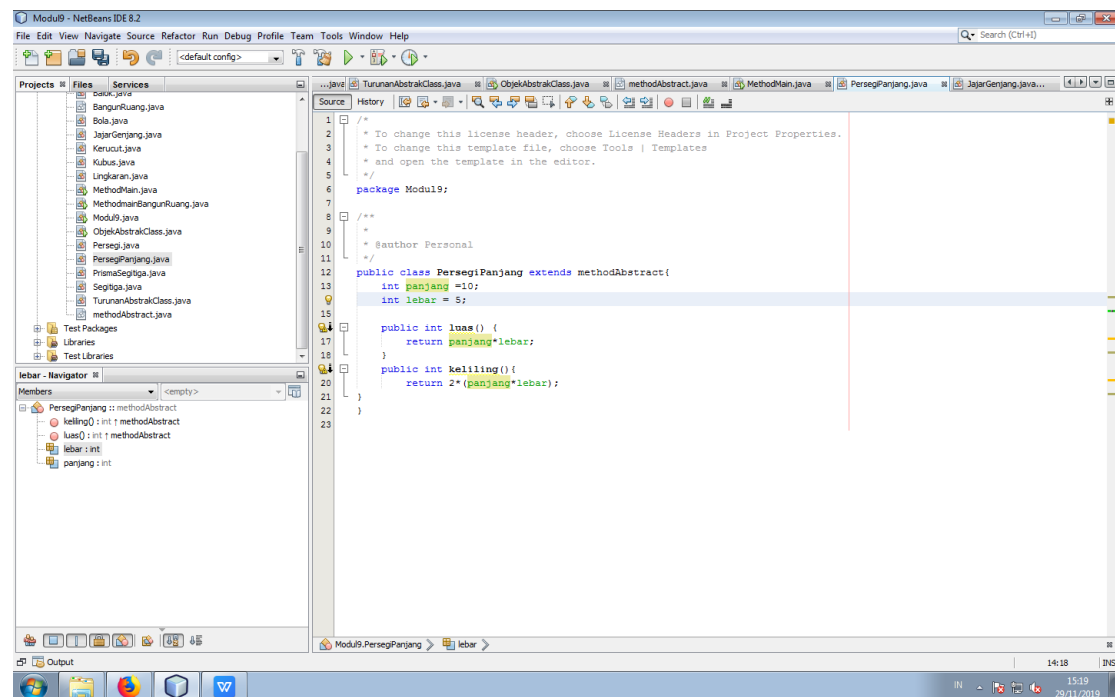 Modul9 - NetBeans IDE 8.2
File Edit View Navigate Source Refactor Run Debug Profile Team Tools Window Help
Search (Ctrl+I)
<default config>
Projects Files Services
Balok.java
BangunRuang.java
Bola.java
JajarGenjang.java
Kerucut.java
Kubus.java
Lingkaran.java
MethodMain.java
MethodmainBangunRuang.java
Modul9.java
ObjekAbstrakClass.java
Persegi.java
PersegiPanjang.java
PrismaSegitiga.java
Segitiga.java
TurunanAbstrakClass.java
methodAbstract.java
Test Packages
Libraries
Test Libraries
lebar - Navigator
Members <empty>
PersegiPanjang :: methodAbstract
keliling() : int ↑ methodAbstract
luas() : int ↑ methodAbstract
lebar : int
panjang : int
...java TurunanAbstrakClass.java ObjekAbstrakClass.java methodAbstract.java MethodMain.java PersegiPanjang.java JajarGenjang.java...
Source History
1 /*
2 * To change this license header, choose License Headers in Project Properties.
3 * To change this template file, choose Tools | Templates
4 * and open the template in the editor.
5 */
6 package Modul9;
7
8 /**
9 *
10 * @author Personal
11 */
12 public class PersegiPanjang extends methodAbstract{
13 int panjang =10;
int lebar = 5;
15
public int luas() {
17 return panjang*lebar;
18 }
public int keliling(){
20 return 2*(panjang*lebar);
21 }
22 }
23
Modul9.PersegiPanjang lebar
Output
14:18 INS
IN 15:19
29/11/2019